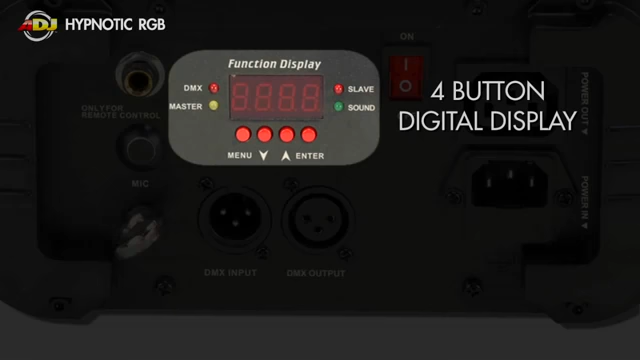 ADJ HYPNOTIC RGB
ON
Function Display
DMX
SLAVE
MASTER
SOUND
ONLY FOR
REMOTE CONTROL
4 BUTTON
DIGITAL DISPLAY
MENU
ENTER
MIC
POWER OUT
POWER IN
DMX INPUT
DMX OUTPUT